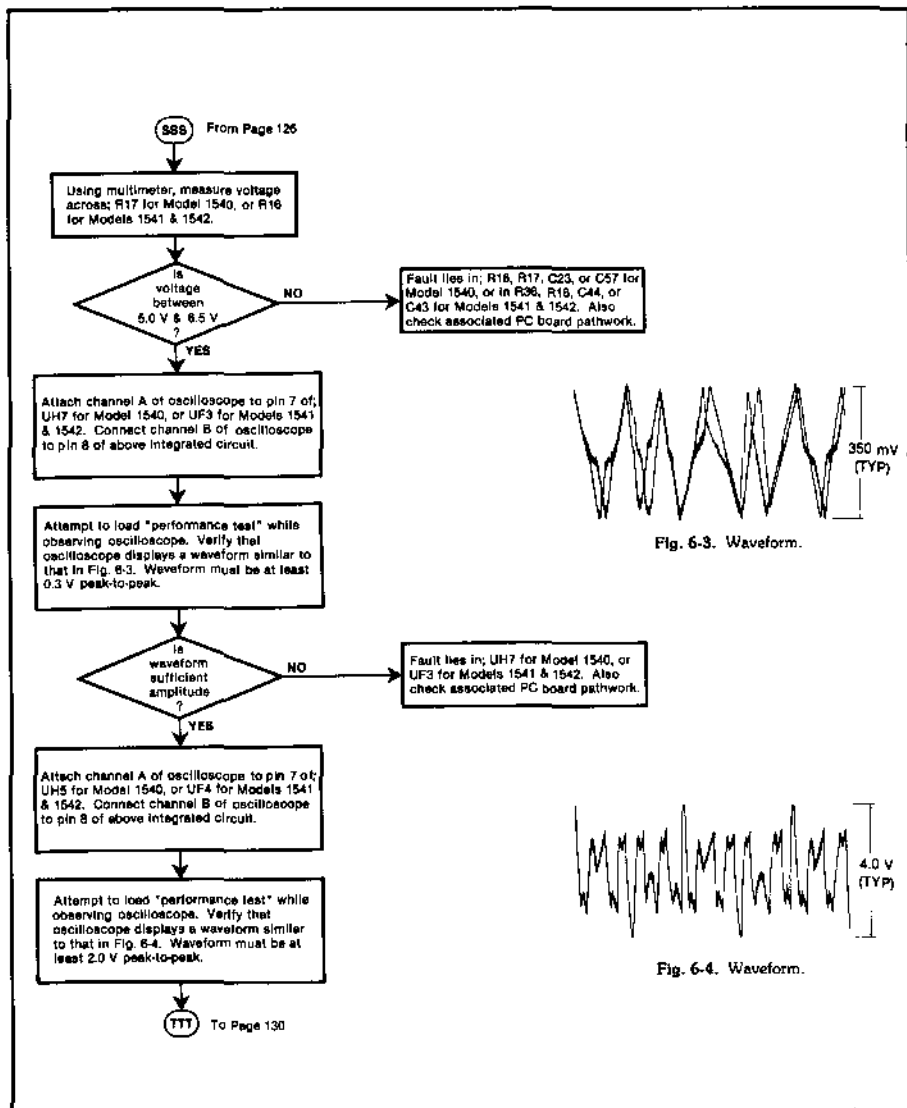 SSS From Page 126
Using multimeter, measure voltage
across; R17 for Model 1540, or R16
for Models 1541 & 1542.
Is
voltage
between
5.0 V & 6.5 V
?
NO
Fault lies in; R18, R17, C23, or C57 for
Model 1540, or in R36, R16, C44, or
C43 for Models 1541 & 1542. Also
check associated PC board pathwork.
YES
Attach channel A of oscilloscope to pin 7 of;
UH7 for Model 1540, or UF3 for Models 1541
& 1542. Connect channel B of oscilloscope
to pin 8 of above integrated circuit.
350 mV
(TYP)
Fig. 6-3. Waveform.
Attempt to load "performance test" while
observing oscilloscope. Verify that
oscilloscope displays a waveform similar to
that in Fig. 6-3. Waveform must be at least
0.3 V peak-to-peak.
Is
waveform
sufficient
amplitude
?
NO
Fault lies in; UH7 for Model 1540, or
UF3 for Models 1541 & 1542. Also
check associated PC board pathwork.
YES
Attach channel A of oscilloscope to pin 7 of;
UH5 for Model 1540, or UF4 for Models 1541
& 1542. Connect channel B of oscilloscope
to pin 8 of above integrated circuit.
4.0 V
(TYP)
Fig. 6-4. Waveform.
Attempt to load "performance test" while
observing oscilloscope. Verify that
oscilloscope displays a waveform similar
to that in Fig. 6-4. Waveform must be at
least 2.0 V peak-to-peak.
TTT To Page 130